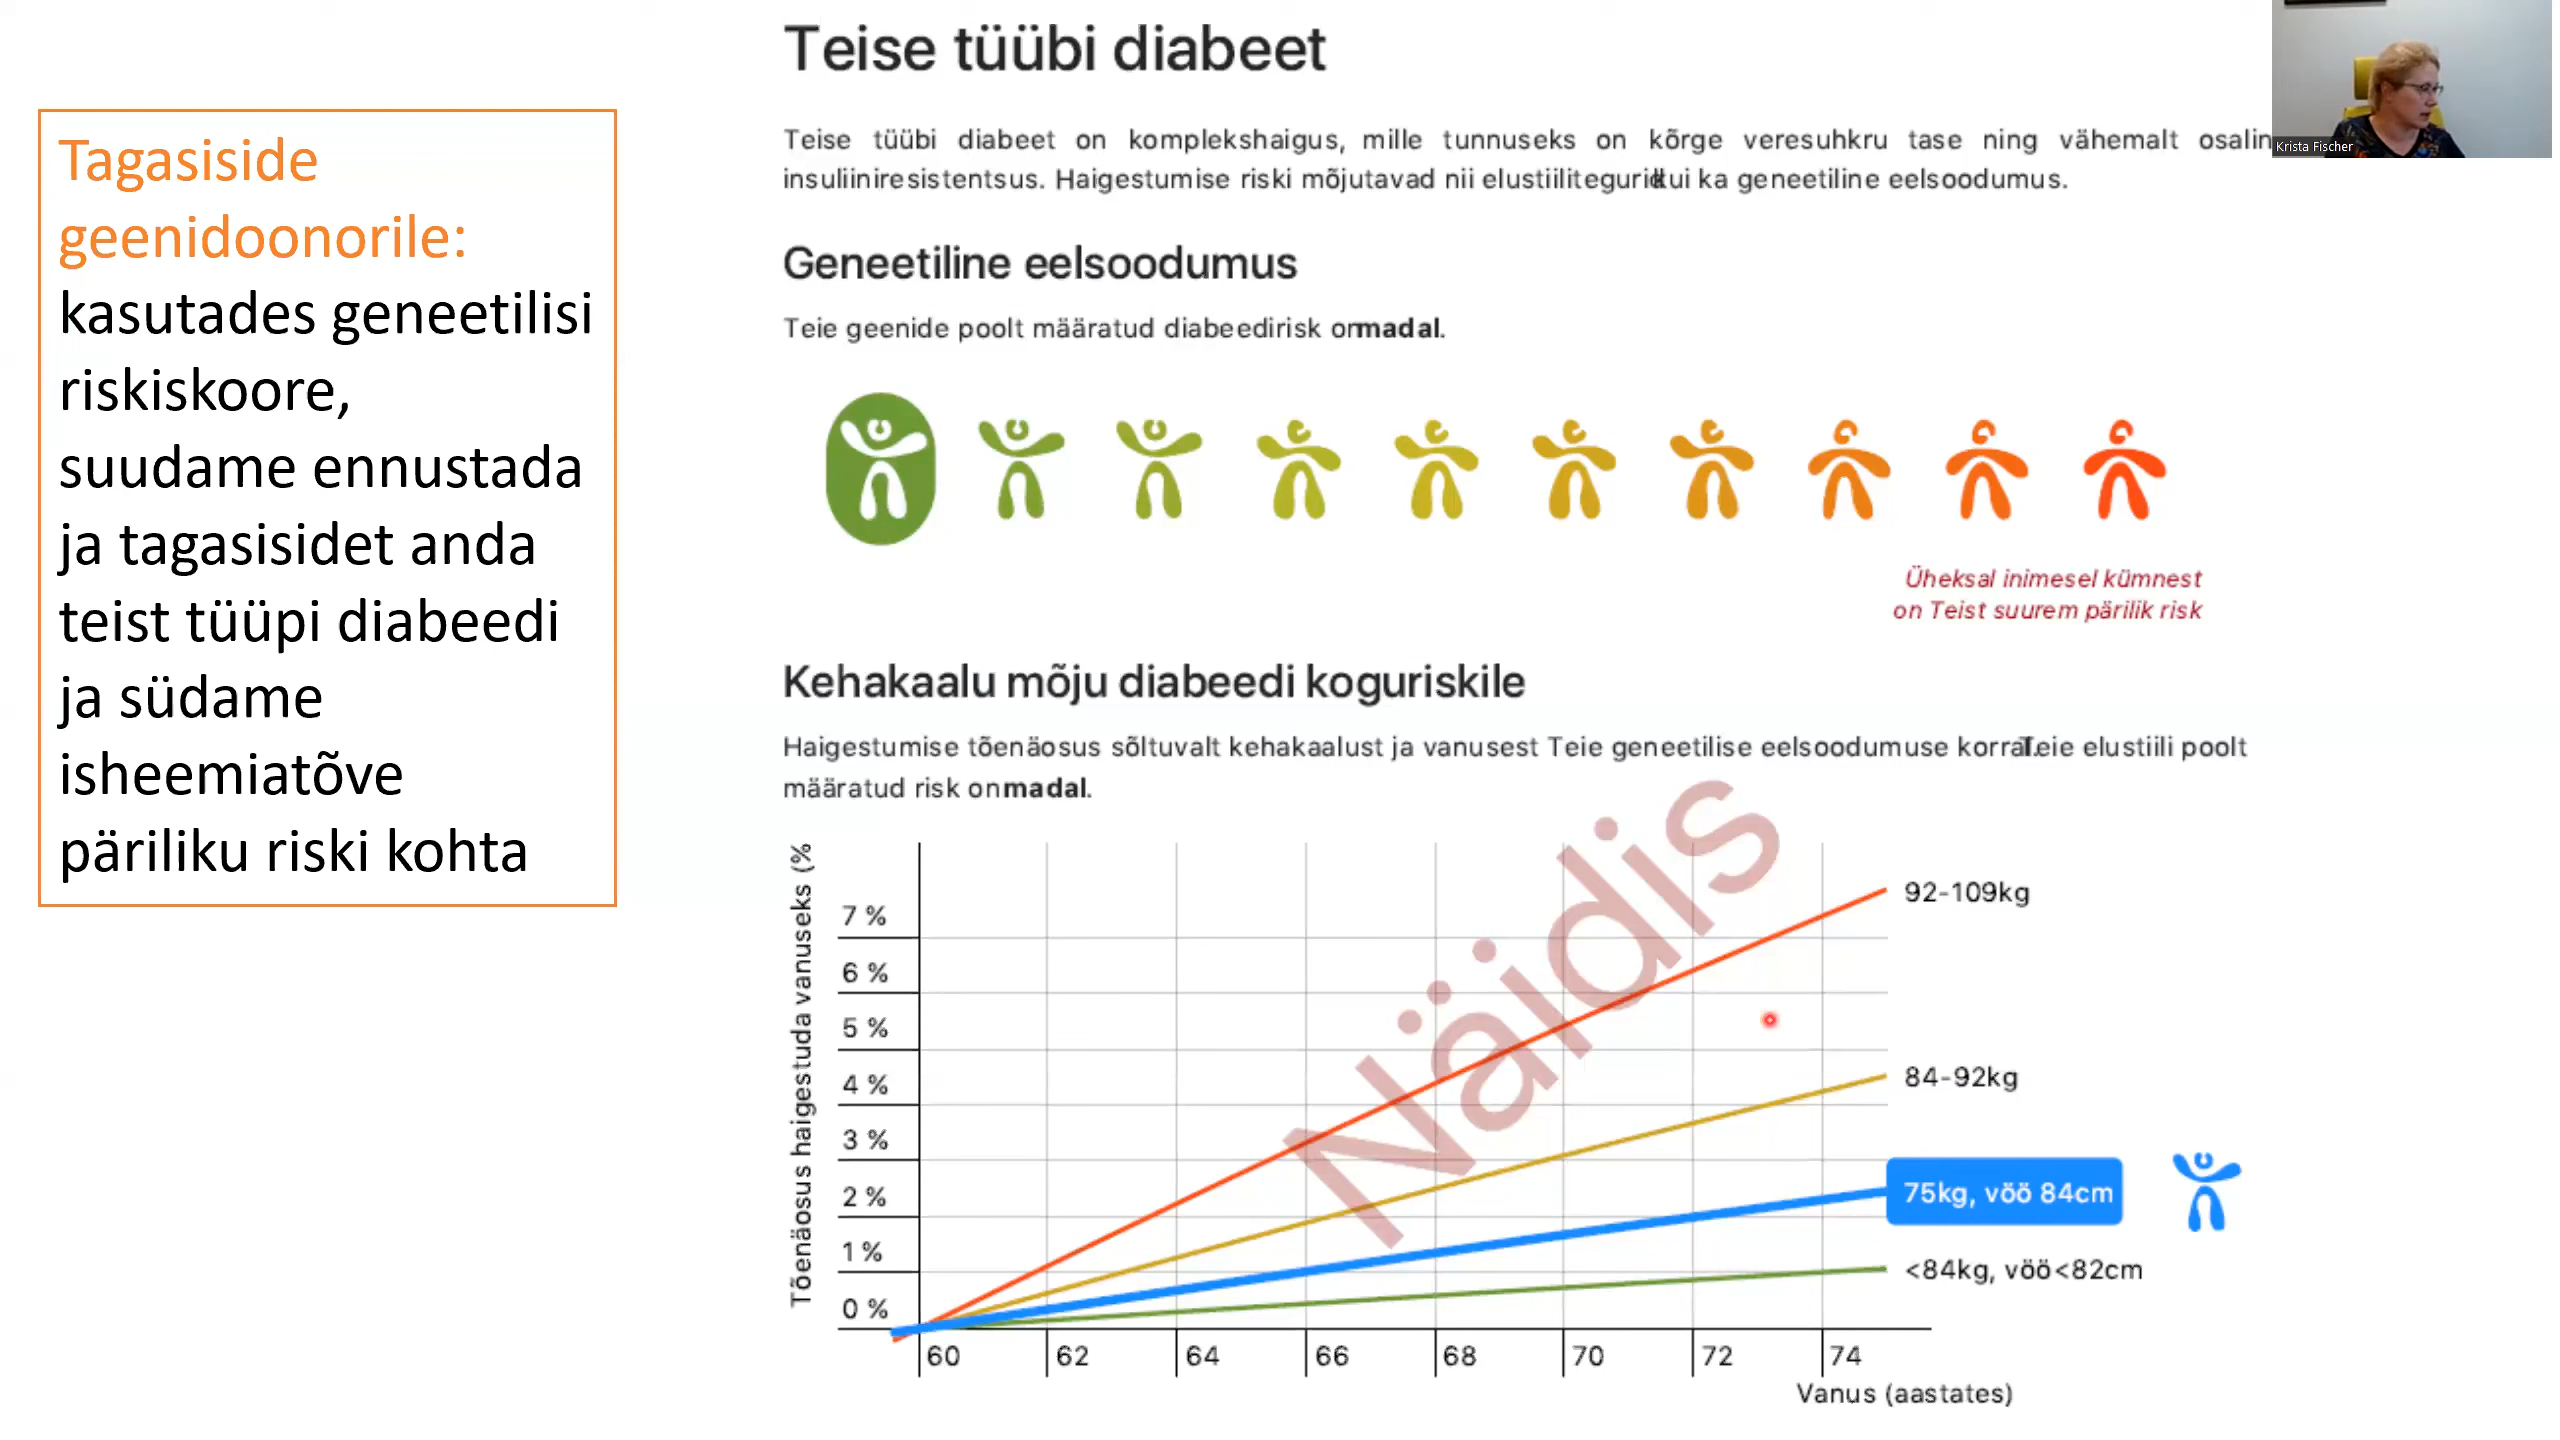 Tagasiside
geenidoonorile:
kasutades geneetilisi
riskiskoore,
suudame ennustada
ja tagasisidet anda
teist tüüpi diabeedi
ja südame
isheemiatõve
päriliku riski kohta
Teise tüübi diabeet
Teise tüübi diabeet on komplekshaigus, mille tunnuseks on kõrge veresuhkru tase ning vähemalt osalin
insuliiniresistentsus. Haigestumise riski mõjutavad nii elustiilitegurid kui ka geneetiline eelsoodumus.
Geneetiline eelsoodumus
Teie geenide poolt määratud diabeedirisk on madal.
Üheksal inimesel kümnest
on Teist suurem pärilik risk
Kehakaalu mõju diabeedi koguriskile
Haigestumise tõenäosus sõltuvalt kehakaalust ja vanusest Teie geneetilise eelsoodumuse korral. Teie elustiili poolt
määratud risk on madal.
Tõenäosus haigestuda vanuseks (%
7 %
6 %
5 %
4 %
3 %
2 %
1 %
0 %
60 62 64 66 68 70 72 74
Vanus (aastates)
92-109kg
84-92kg
75kg, vöö 84cm
<84kg, vöö<82cm
Näidis
Krista Fischer